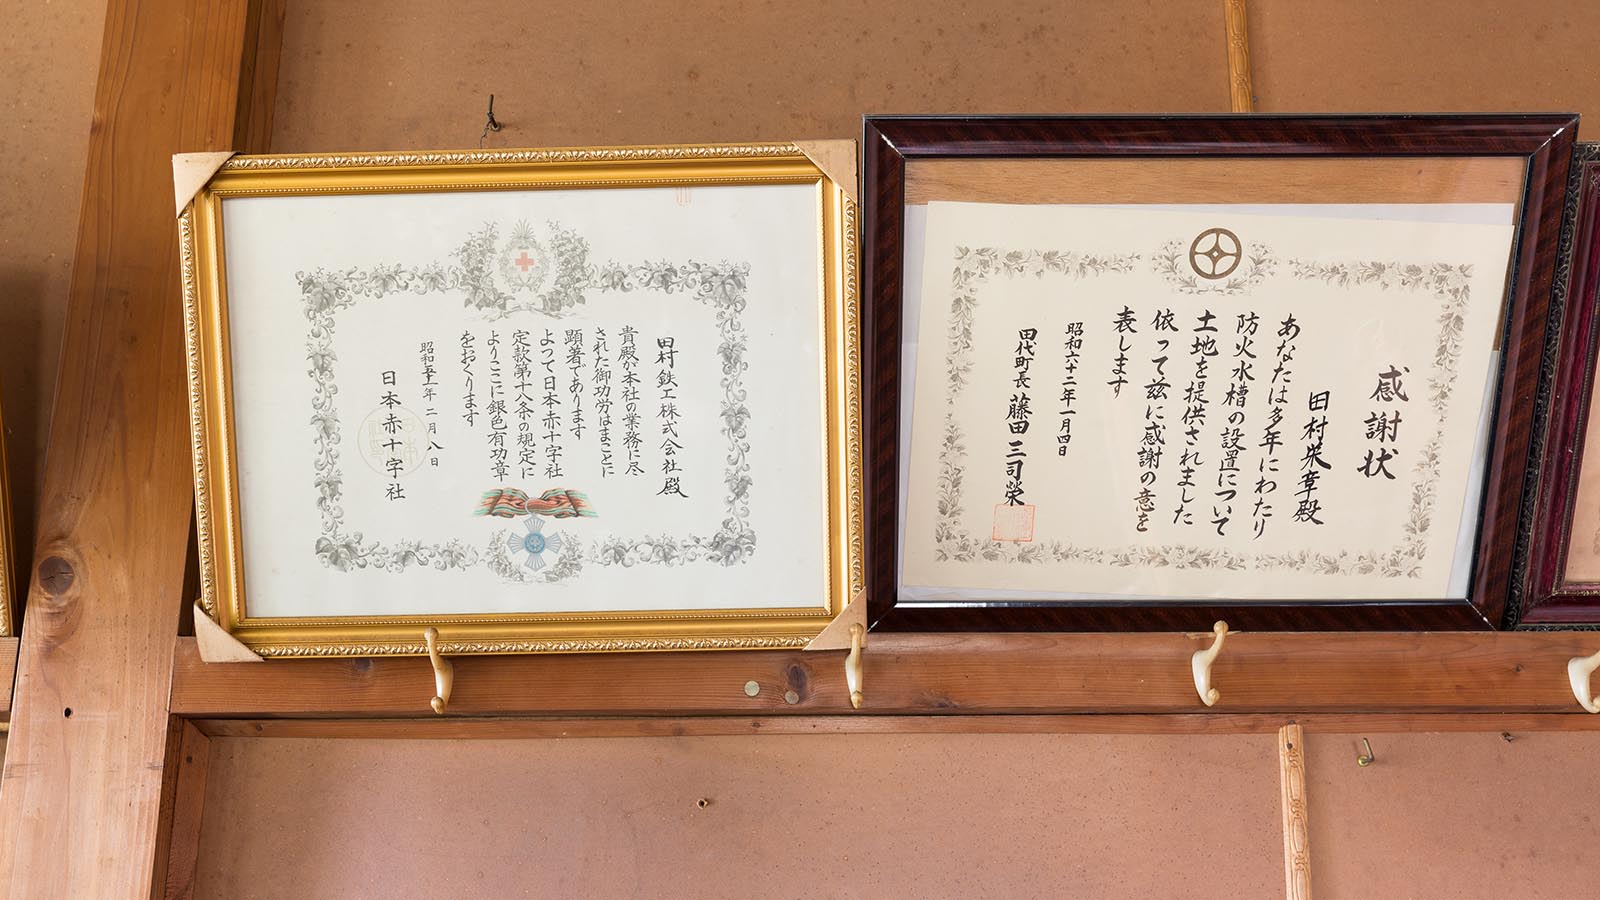 田村鉄工株式会社殿
貴殿が本社の業務に尽
された御功労はまことに
顕著であります
よつて日本赤十字社
定款第十八条の規定に
よりここに銀色有功章
をおくります
昭和五十一年二月八日
日本赤十字社
感謝状
田村栄章殿
あなたは多年にわたり
防火水槽の設置について
土地を提供されました
依って玆に感謝の意を
表します
昭和六十二年一月四日
田代町長 藤田三司榮